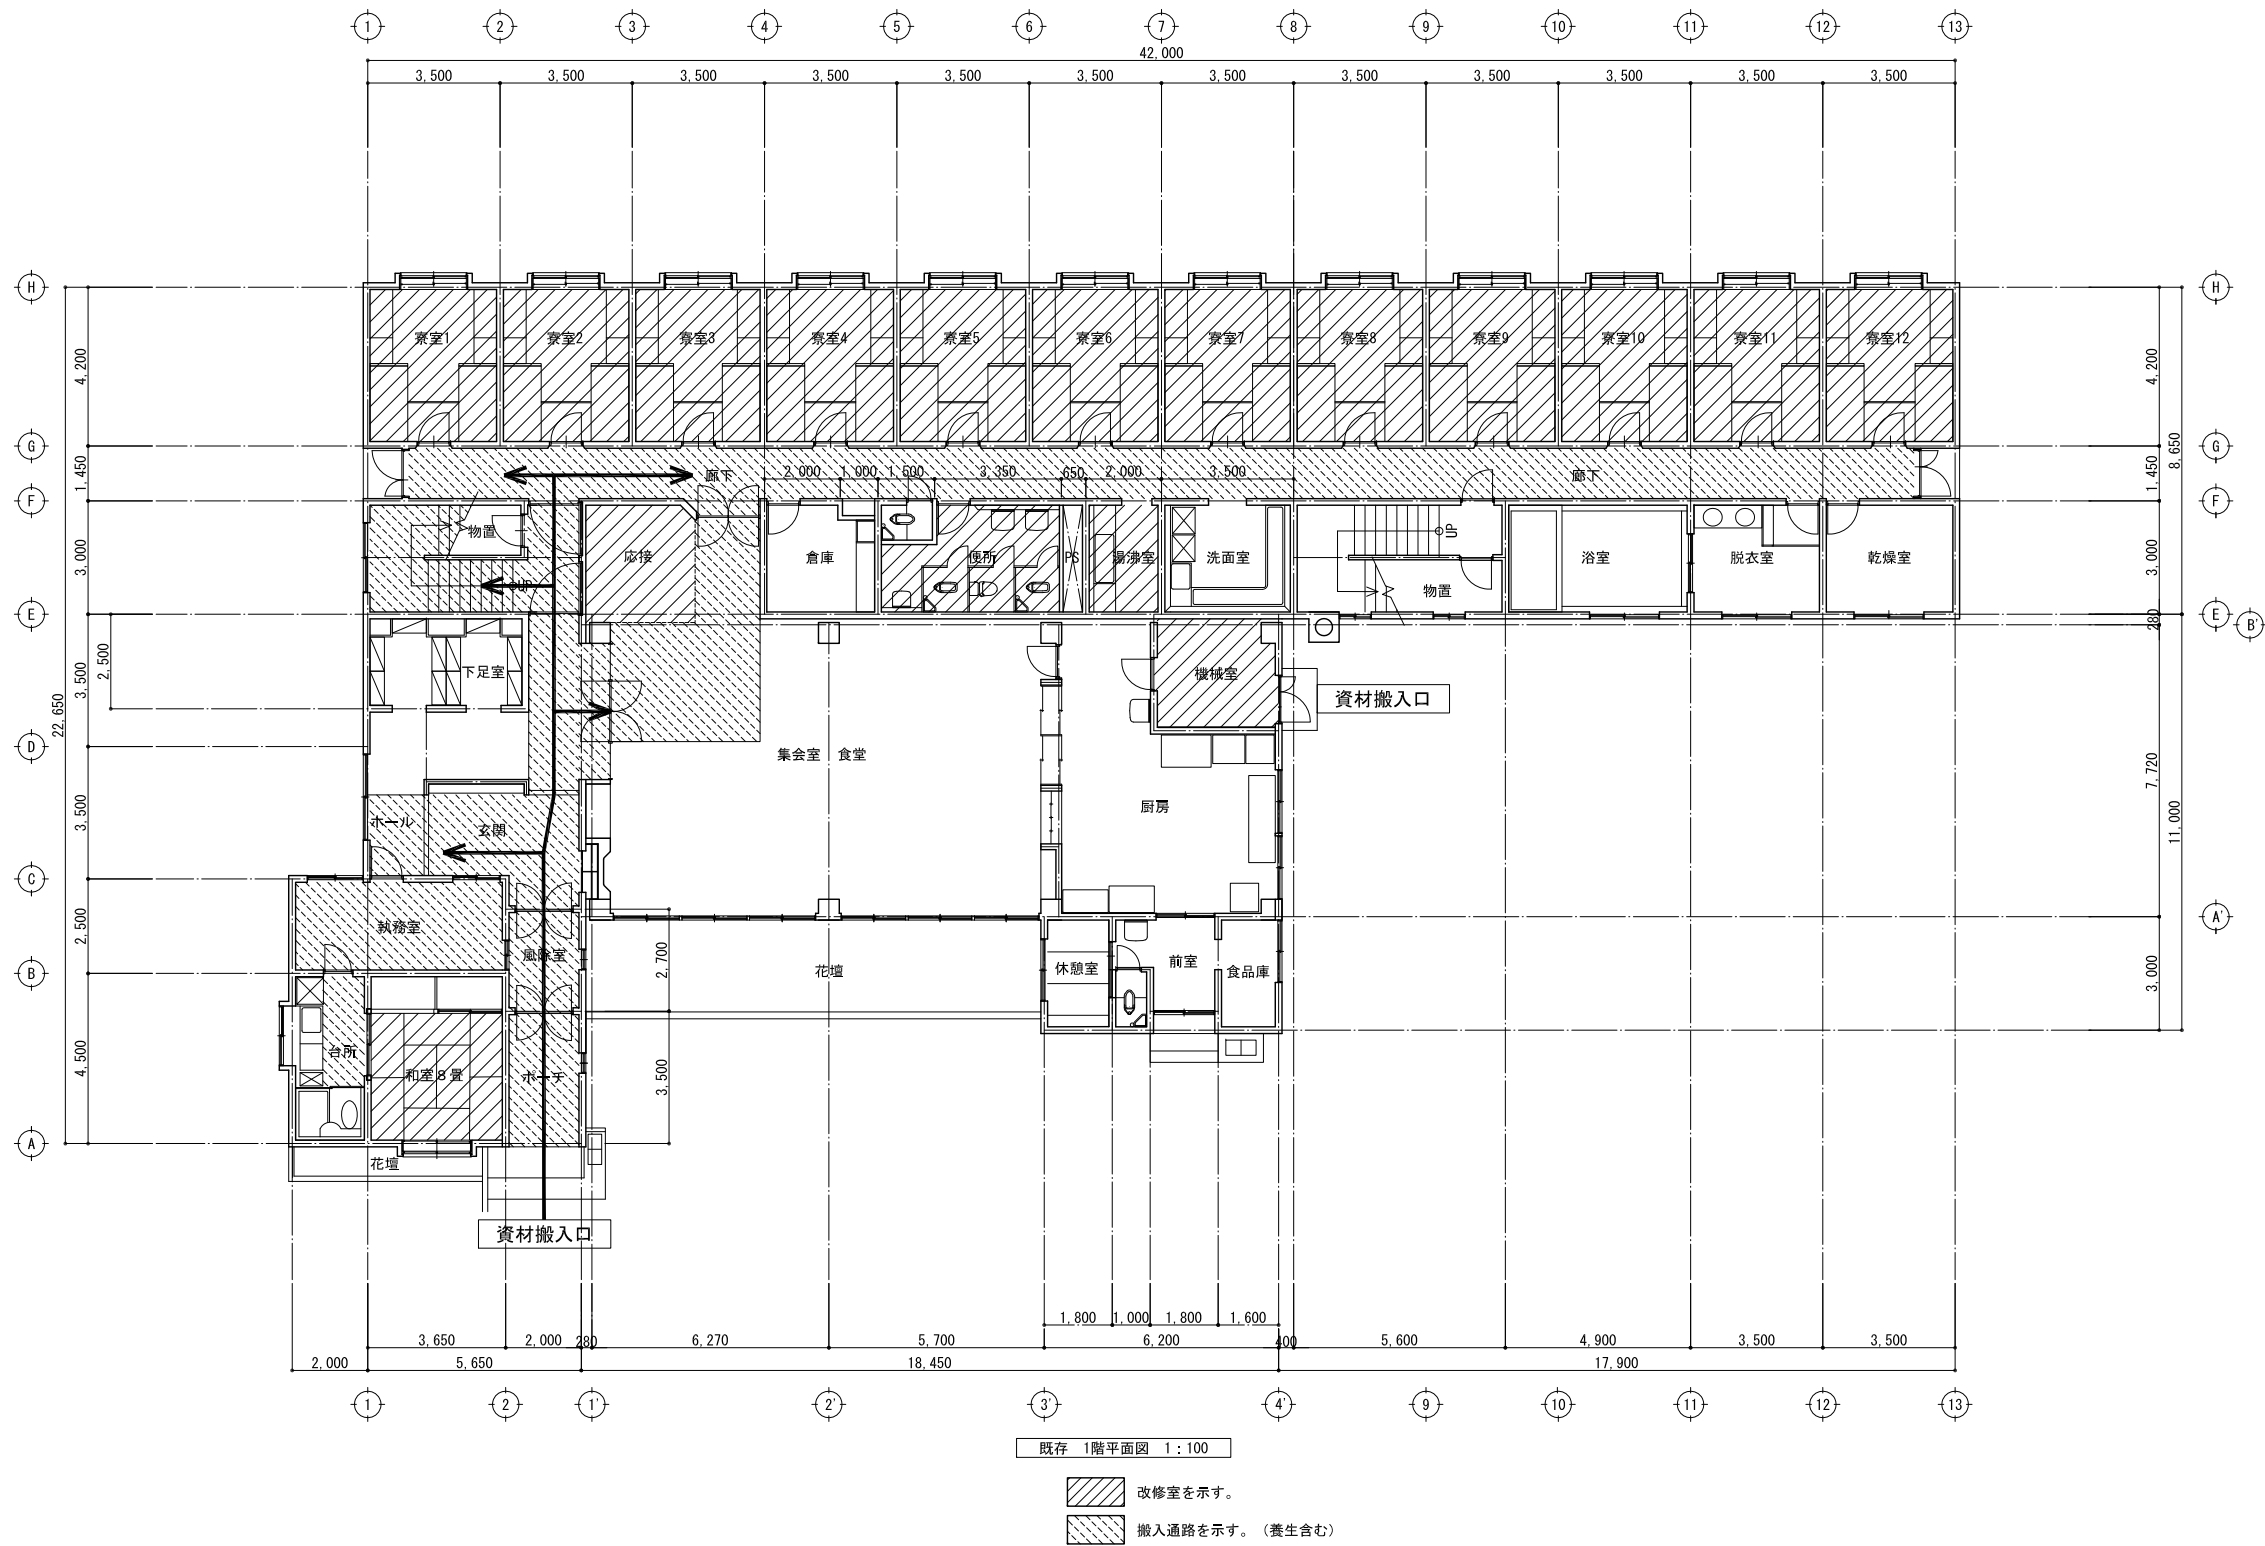 1 2 3 4 5 6 7 8 9 10 11 12 13
42,000
3,500 3,500 3,500 3,500 3,500 3,500 3,500 3,500 3,500 3,500 3,500 3,500
H H
寮室1 寮室2 寮室3 寮室4 寮室5 寮室6 寮室7 寮室8 寮室9 寮室10 寮室11 寮室12
4,200 4,200
G G
8,650
1,450 廊下 2,000 1,000 1,500 3,350 650 2,000 3,500 廊下 1,450
F F
物置 UP
3,000 応接 倉庫 便所 PS 湯沸室 洗面室 浴室 脱衣室 乾燥室 3,000
UP 物置
E E
280 B'
2,500 3,500 下足室 機械室
22,650 資材搬入口
D
集会室 食堂
7,720
3,500 ホール 玄関 厨房
11,000
C
A'
2,500 執務室 2,700
風除室 花壇 休憩室 前室 食品庫 3,000
B
4,500 台所 和室8畳 ポーチ 3,500
A
花壇
資材搬入口
1,800 1,000 1,800 1,600
3,650 2,000 280 6,270 5,700 6,200 400 5,600 4,900 3,500 3,500
2,000 5,650 18,450 17,900
1 2 1' 2' 3' 4' 9 10 11 12 13
既存 1階平面図 1:100
改修室を示す。
搬入通路を示す。(養生含む)